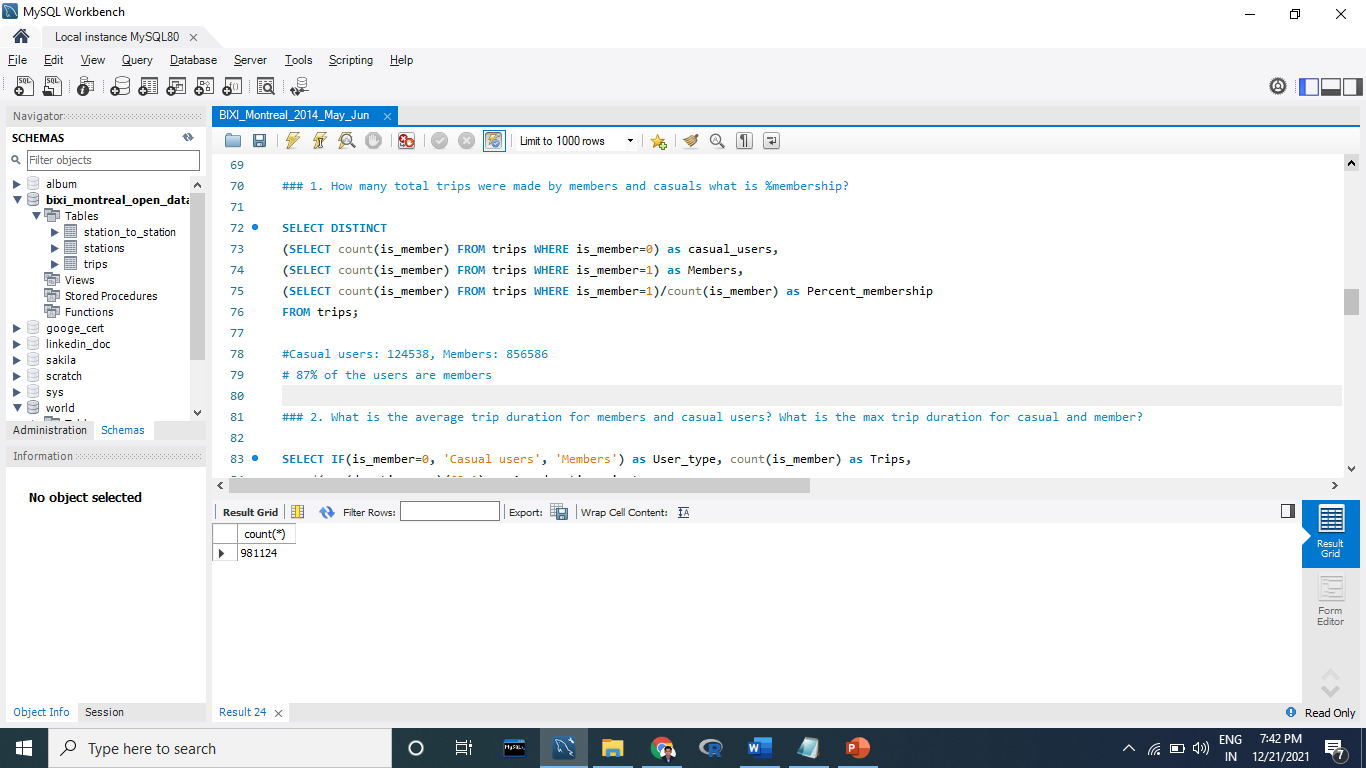 MySQL Workbench
Local instance MySQL80
File Edit View Query Database Server Tools Scripting Help
Navigator
SCHEMAS
Filter objects
album
bixi_montreal_open_data
Tables
station_to_station
stations
trips
Views
Stored Procedures
Functions
googe_cert
linkedin_doc
sakila
scratch
sys
world
Administration Schemas
Information
No object selected
Object Info Session
BIXI_Montreal_2014_May_Jun
Limit to 1000 rows
69
70 ### 1. How many total trips were made by members and casuals what is %membership?
71
72 SELECT DISTINCT
73 (SELECT count(is_member) FROM trips WHERE is_member=0) as casual_users,
74 (SELECT count(is_member) FROM trips WHERE is_member=1) as Members,
75 (SELECT count(is_member) FROM trips WHERE is_member=1)/count(is_member) as Percent_membership
76 FROM trips;
77
78 #Casual users: 124538, Members: 856586
79 # 87% of the users are members
80
81 ### 2. What is the average trip duration for members and casual users? What is the max trip duration for casual and member?
82
83 SELECT IF(is_member=0, 'Casual users', 'Members') as User_type, count(is_member) as Trips,
Result Grid Filter Rows: Export: Wrap Cell Content:
count(*)
981124
Result Grid
Form Editor
Result 24
Read Only
Type here to search
ENG
IN
7:42 PM
12/21/2021
7